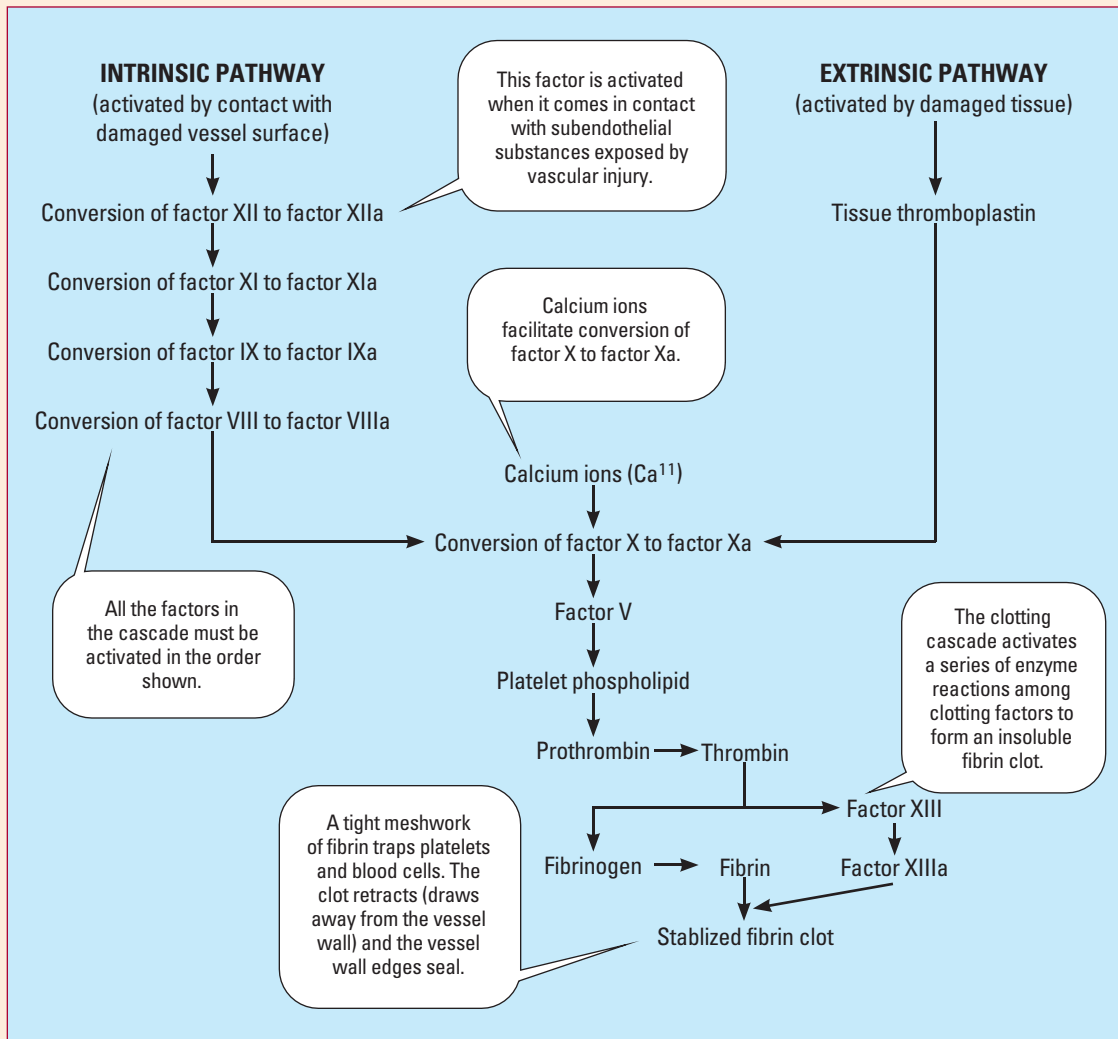 INTRINSIC PATHWAY
(activated by contact with
damaged vessel surface)
This factor is activated
when it comes in contact
with subendothelial
substances exposed by
vascular injury.
EXTRINSIC PATHWAY
(activated by damaged tissue)
Conversion of factor XII to factor XIIa
Tissue thromboplastin
Conversion of factor XI to factor XIa
Calcium ions
facilitate conversion of
factor X to factor Xa.
Conversion of factor IX to factor IXa
Conversion of factor VIII to factor VIIIa
Calcium ions (Ca¹¹)
Conversion of factor X to factor Xa
All the factors in
the cascade must be
activated in the order
shown.
Factor V
The clotting
cascade activates
a series of enzyme
reactions among
clotting factors to
form an insoluble
fibrin clot.
Platelet phospholipid
Prothrombin
Thrombin
Factor XIII
A tight meshwork
of fibrin traps platelets
and blood cells. The
clot retracts (draws
away from the vessel
wall) and the vessel
wall edges seal.
Fibrinogen
Fibrin
Factor XIIIa
Stablized fibrin clot